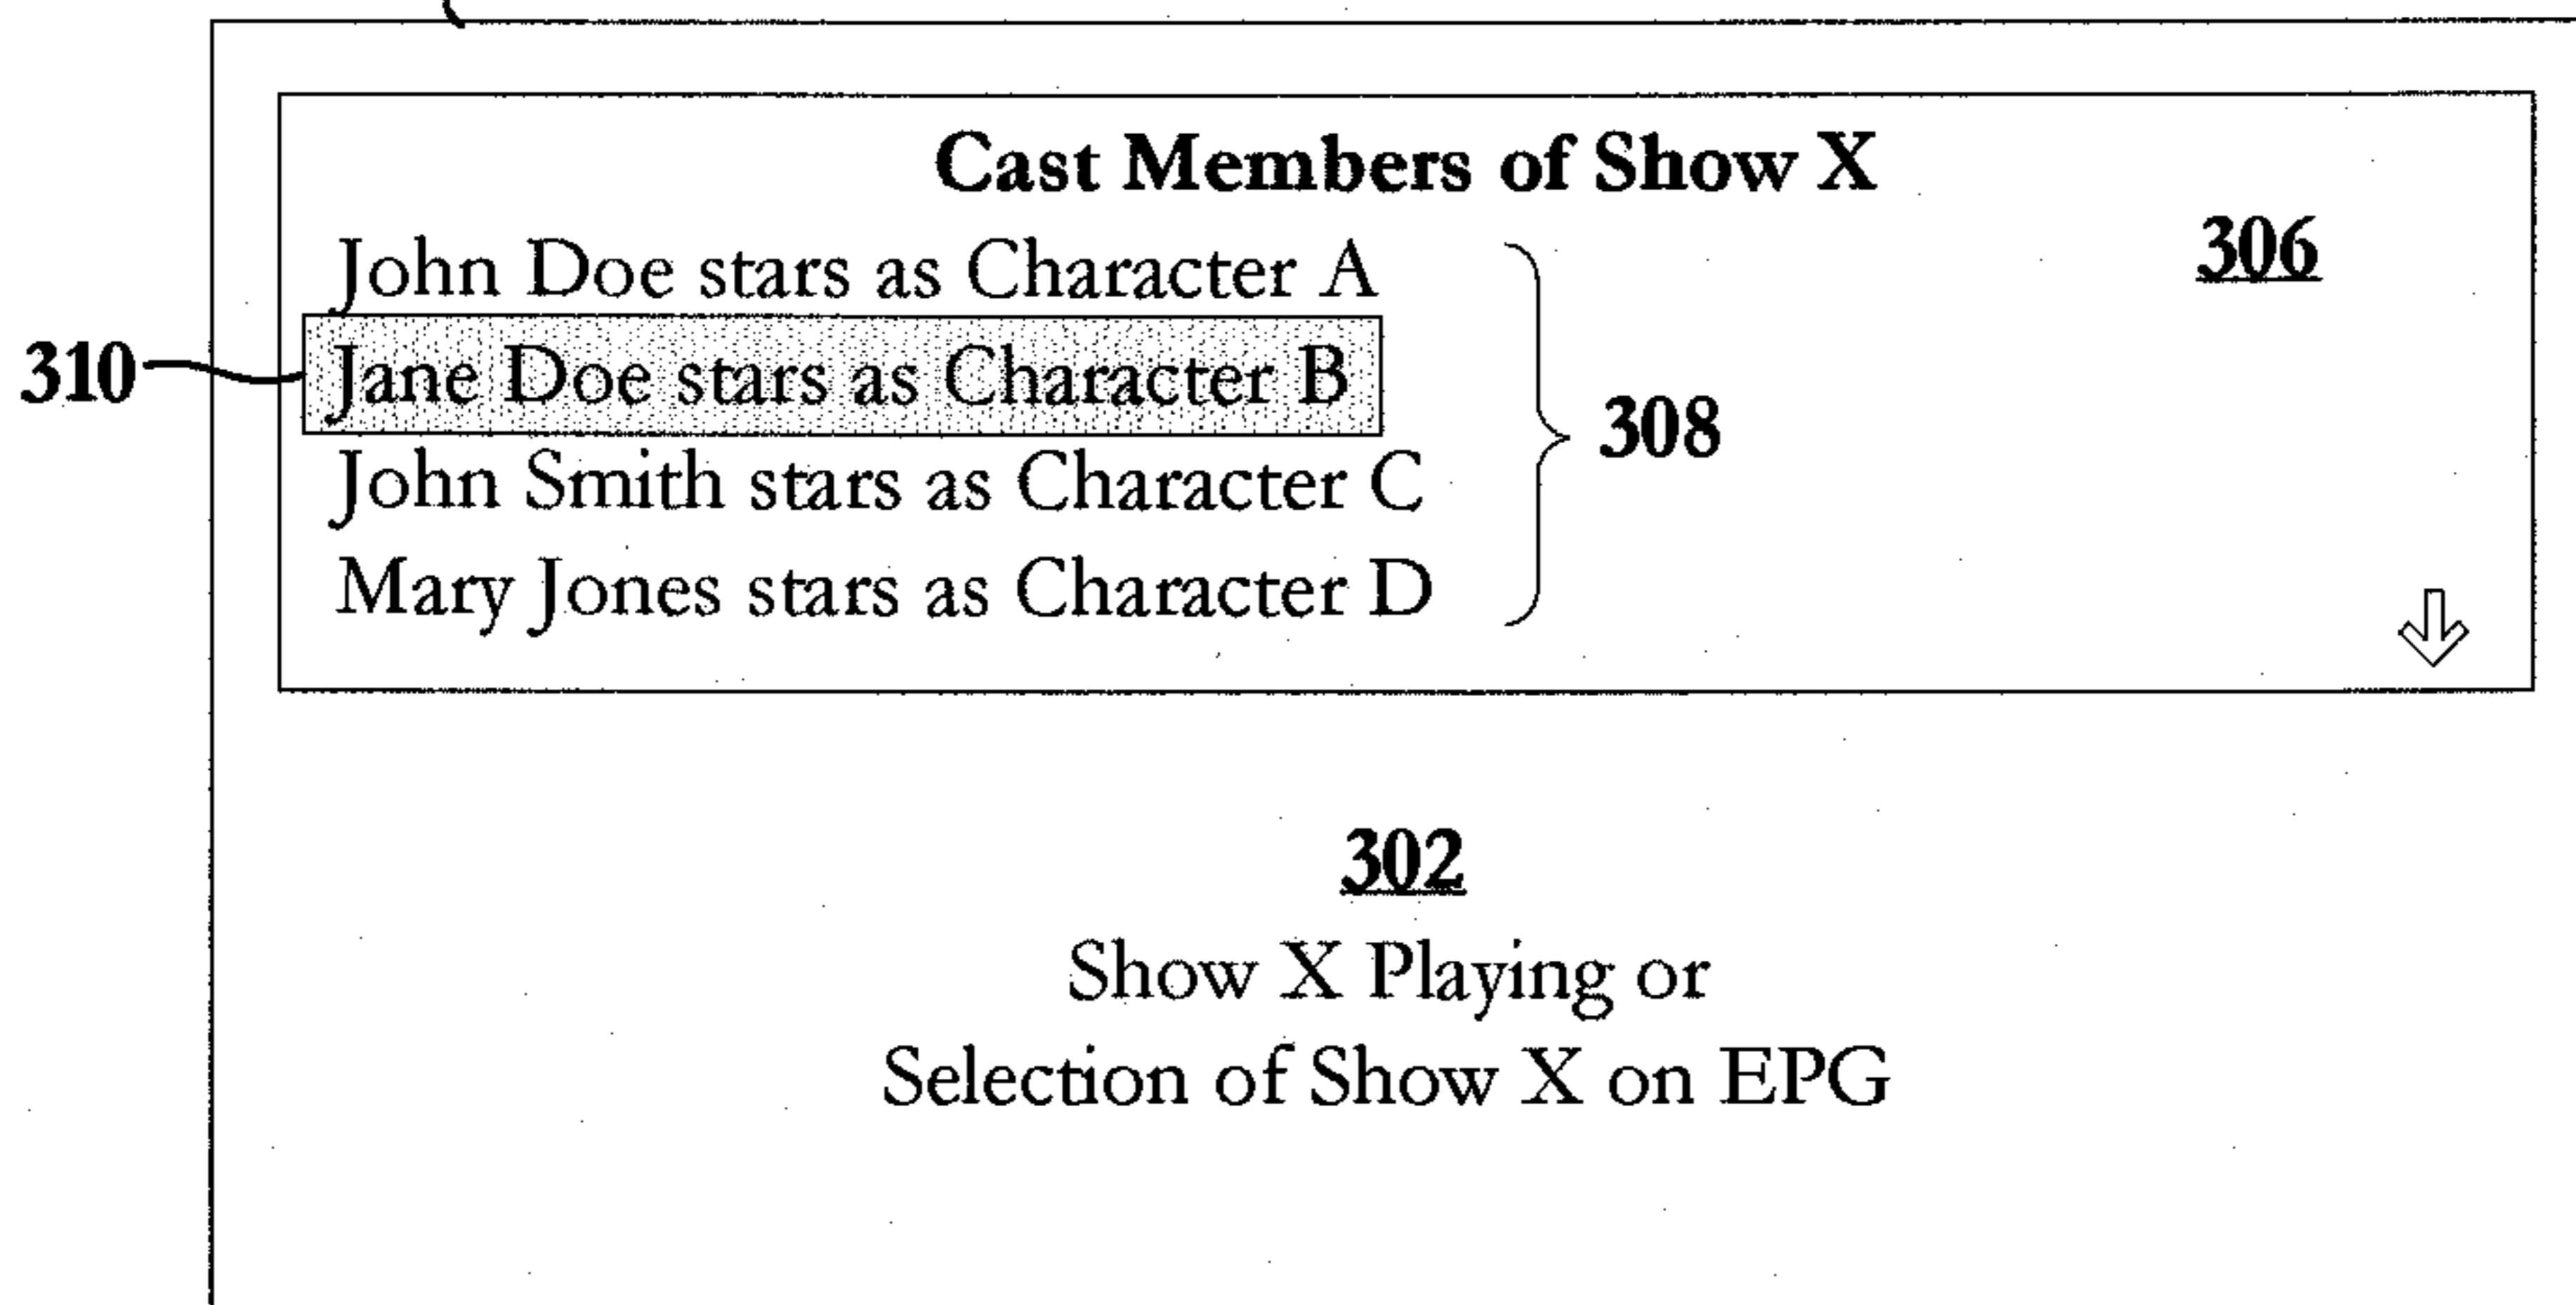 Cast Members of Show X
306
John Doe stars as Character A
310
Jane Doe stars as Character B
308
John Smith stars as Character C
Mary Jones stars as Character D
302
Show X Playing or
Selection of Show X on EPG